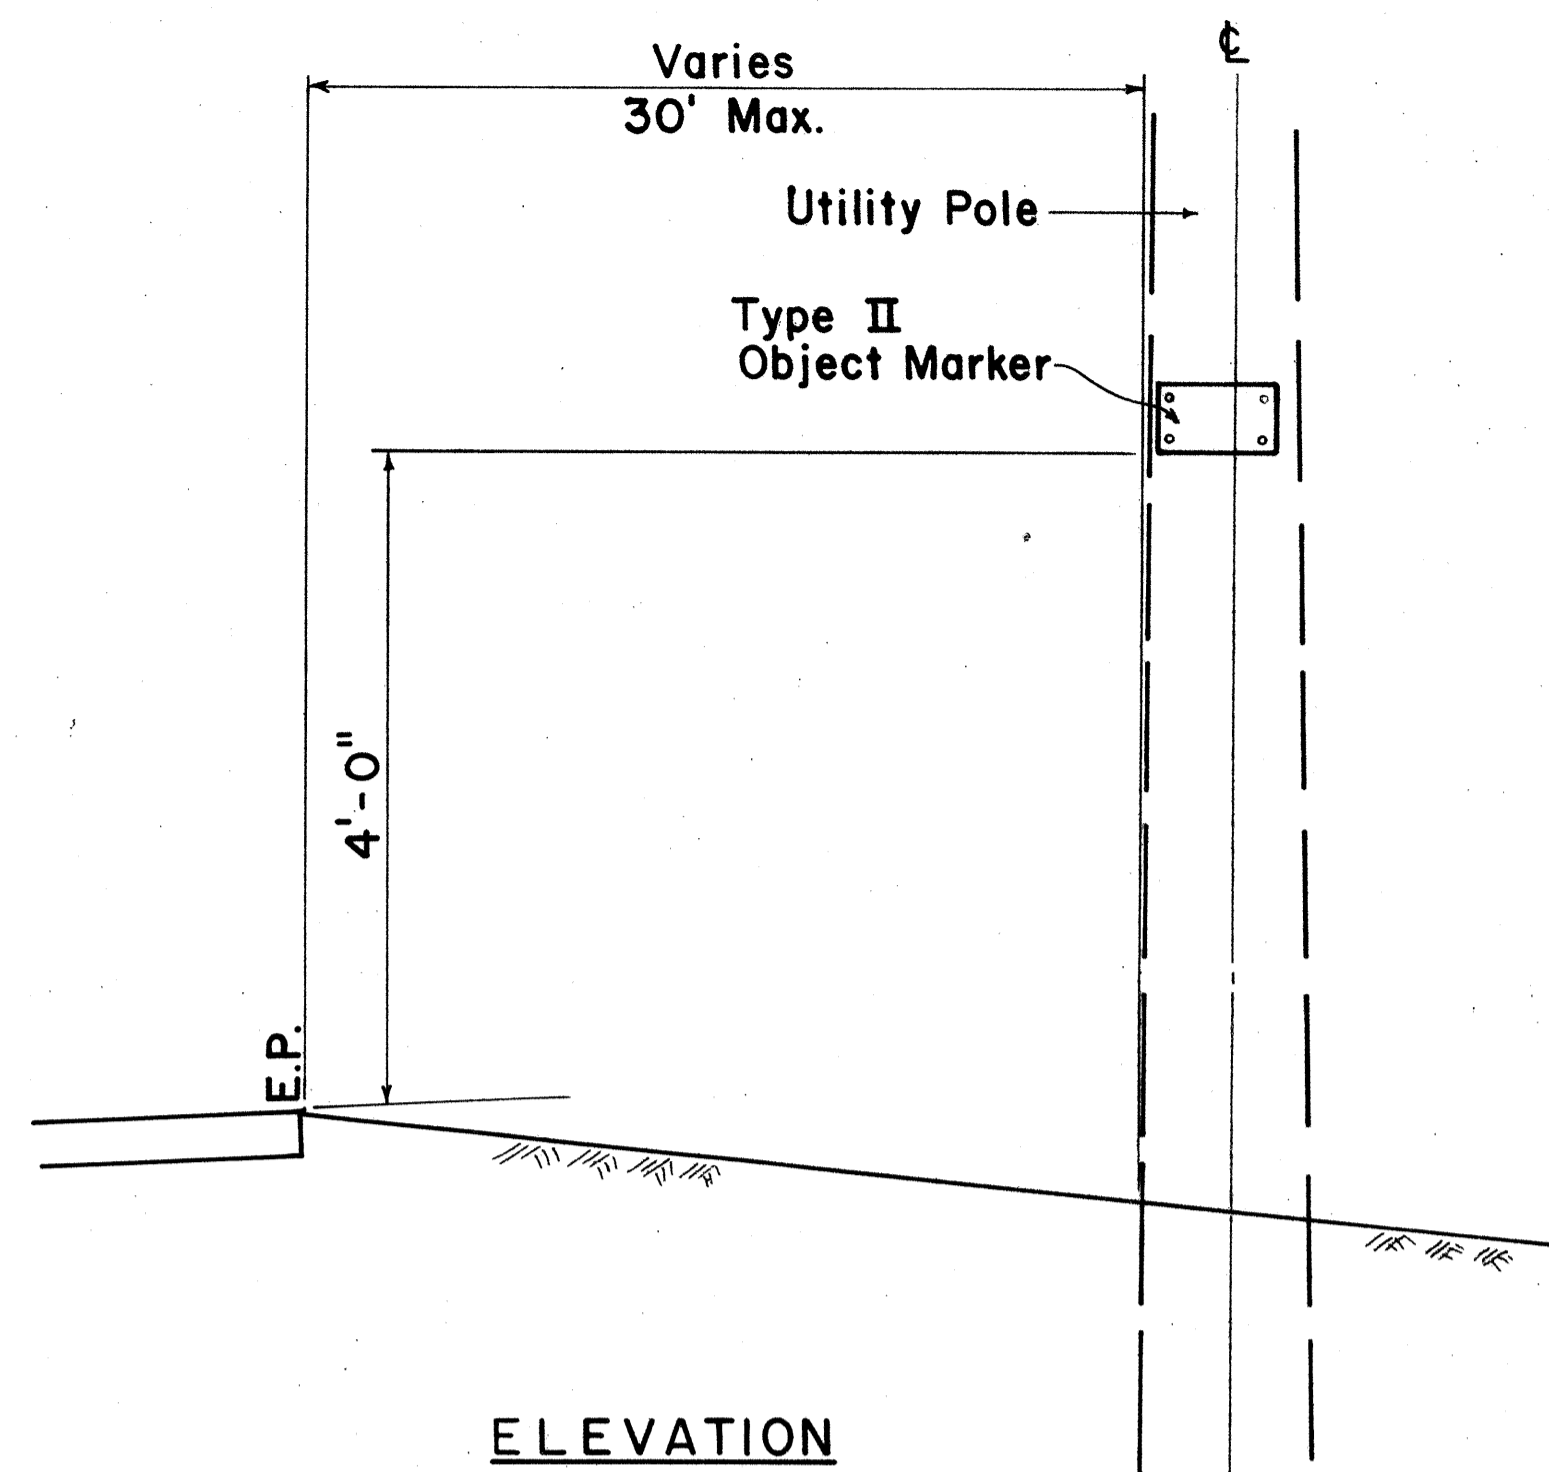 ℄
Varies
30' Max.
Utility Pole
Type II
Object Marker
4'-0"
E.P.
ELEVATION